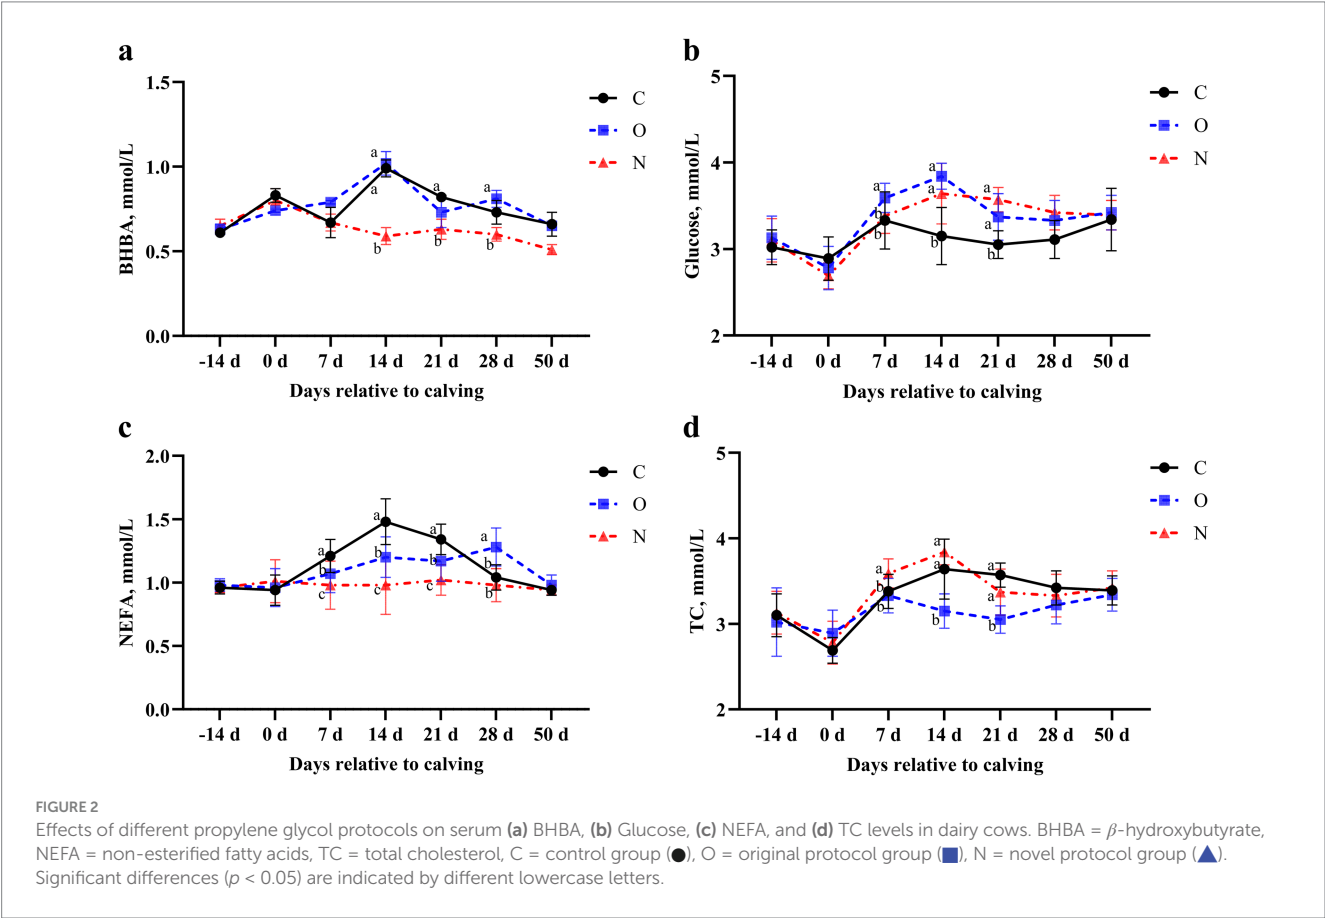 a
1.5
1.0
0.5
0.0
BHBA, mmol/L
C
O
N
a
a
b
a
b
a
b
-14 d 0 d 7 d 14 d 21 d 28 d 50 d
Days relative to calving
b
5
4
3
2
Glucose, mmol/L
C
O
N
a
b
b
a
a
b
a
a
b
-14 d 0 d 7 d 14 d 21 d 28 d 50 d
Days relative to calving
c
2.0
1.5
1.0
0.5
0.0
NEFA, mmol/L
C
O
N
a
b
c
a
b
c
a
b
c
a
b
b
-14 d 0 d 7 d 14 d 21 d 28 d 50 d
Days relative to calving
d
5
4
3
2
TC, mmol/L
C
O
N
a
b
b
a
a
b
a
a
b
-14 d 0 d 7 d 14 d 21 d 28 d 50 d
Days relative to calving
FIGURE 2
Effects of different propylene glycol protocols on serum (a) BHBA, (b) Glucose, (c) NEFA, and (d) TC levels in dairy cows. BHBA = β-hydroxybutyrate,
NEFA = non-esterified fatty acids, TC = total cholesterol, C = control group (●), O = original protocol group (■), N = novel protocol group (▲).
Significant differences (p < 0.05) are indicated by different lowercase letters.